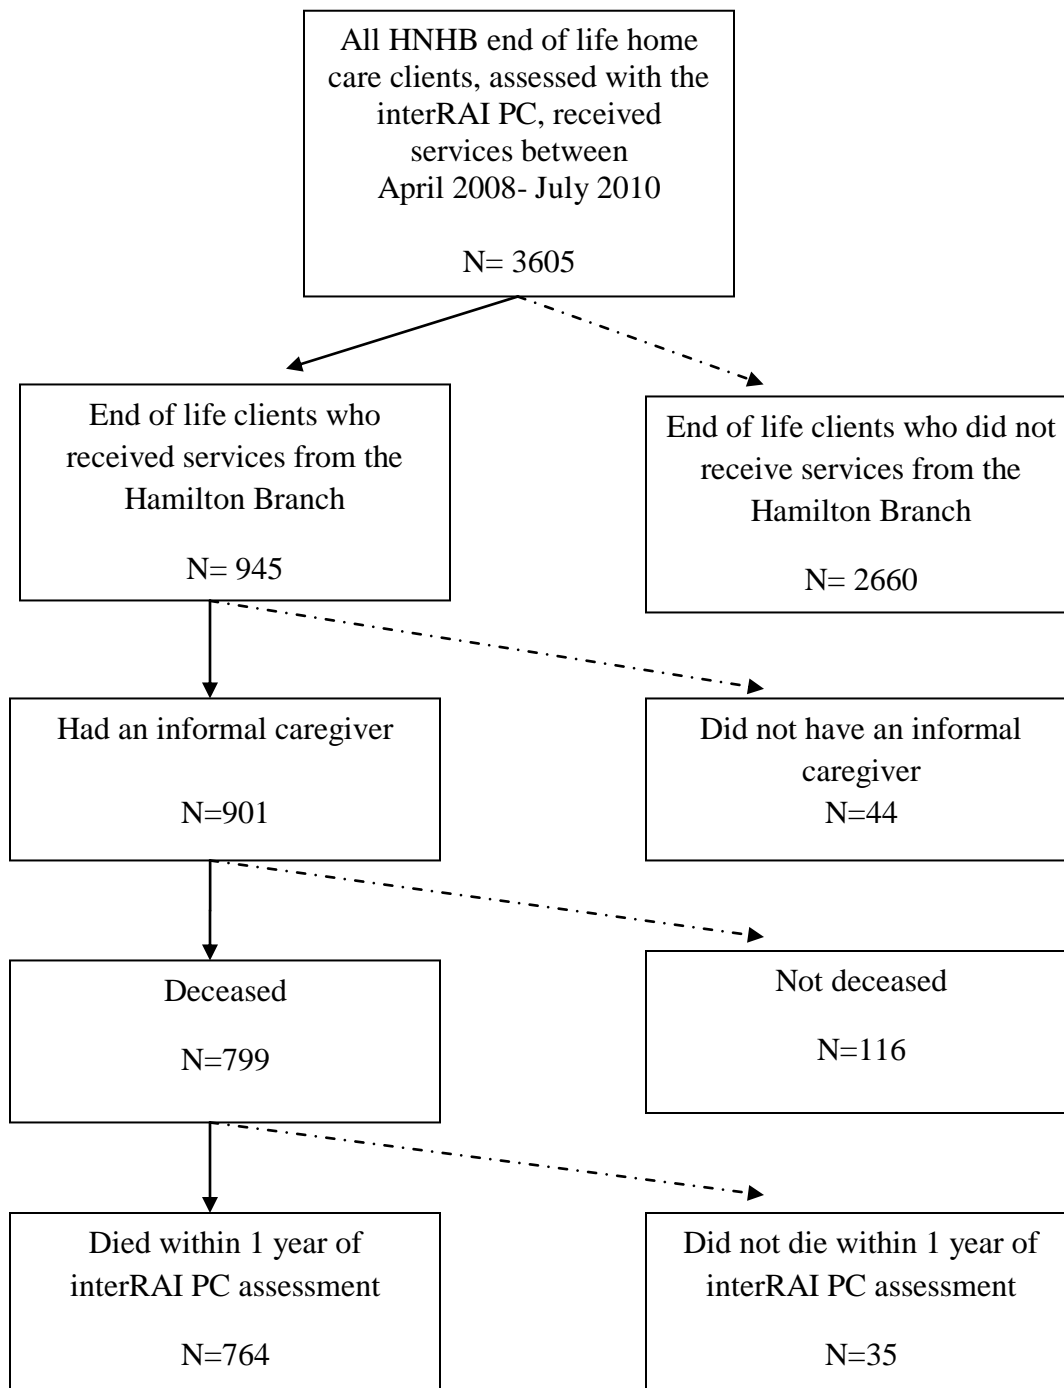 All HNHB end of life home
care clients, assessed with the
interRAI PC, received
services between
April 2008- July 2010
N= 3605
End of life clients who
received services from the
Hamilton Branch
N= 945
End of life clients who did not
receive services from the
Hamilton Branch
N= 2660
Had an informal caregiver
N=901
Did not have an informal
caregiver
N=44
Deceased
N=799
Not deceased
N=116
Died within 1 year of
interRAI PC assessment
N=764
Did not die within 1 year of
interRAI PC assessment
N=35